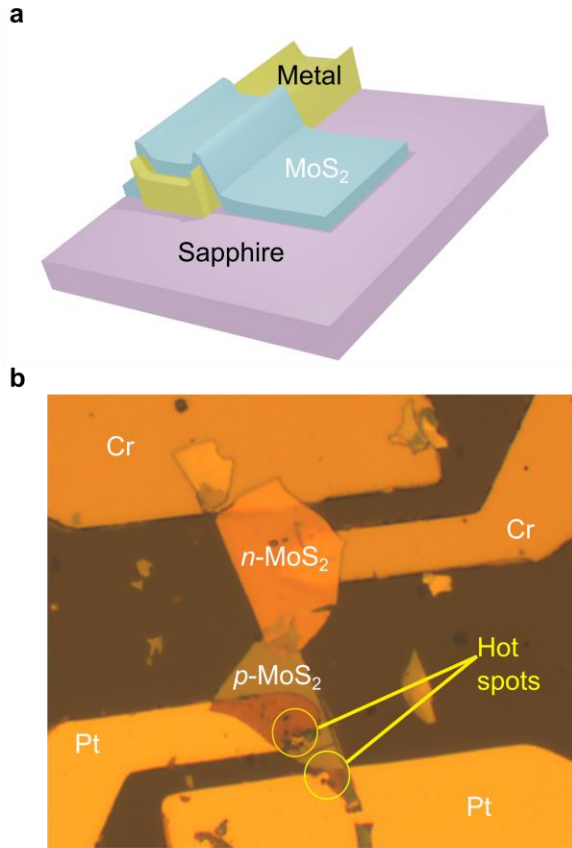 a
Metal
MoS₂
Sapphire
b
Cr
Cr
n-MoS₂
p-MoS₂
Hot
spots
Pt
Pt